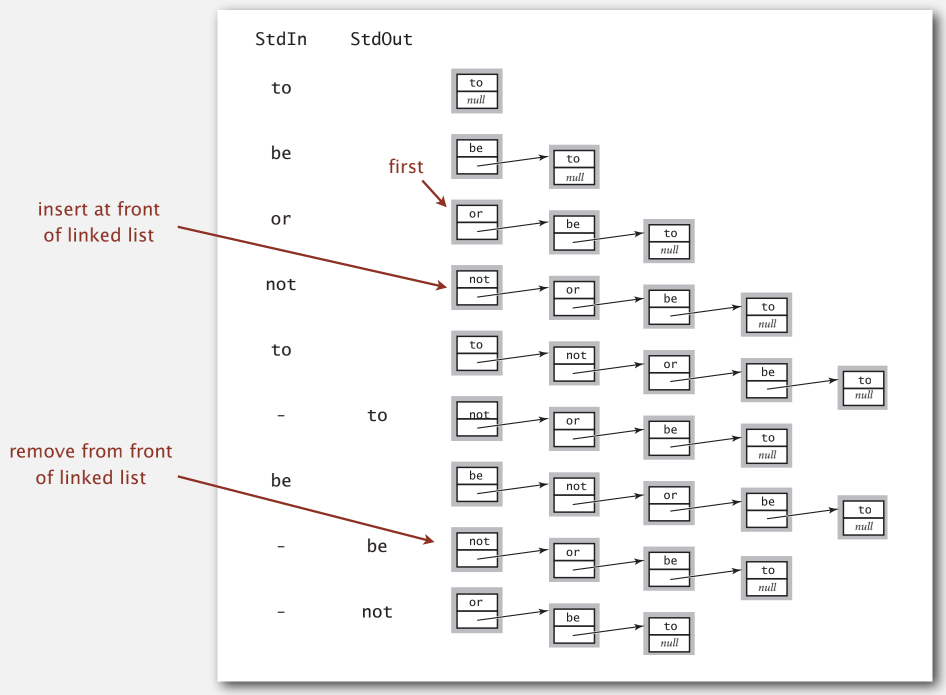 StdIn StdOut
to
to
null
be
be to
null
first
or
or be to
null
insert at front
of linked list
not
not or be to
null
to
to not or be to
null
– to
not or be to
null
remove from front
of linked list
be
be not or be to
null
– be
not or be to
null
– not
or be to
null